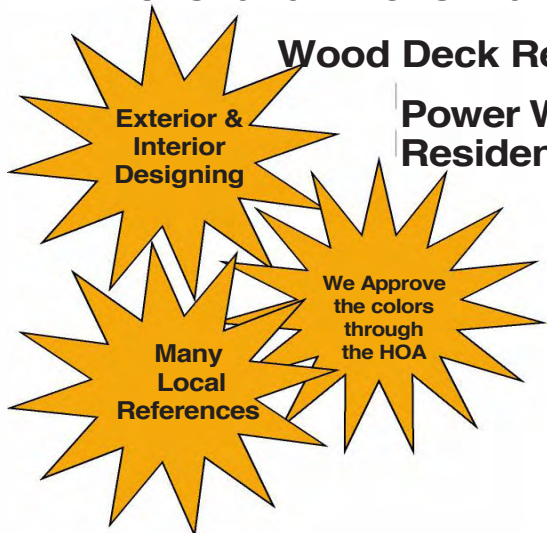 Wood Deck Re
Power W
Residen
Exterior &
Interior
Designing
We Approve
the colors
through
the HOA
Many
Local
References